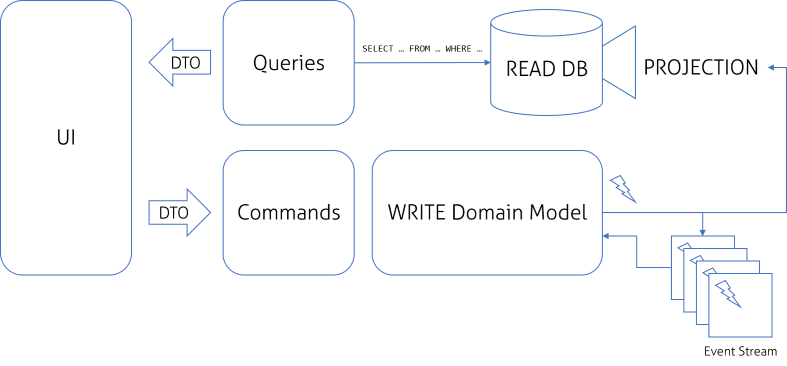 UI
DTO
Queries
SELECT … FROM … WHERE …
READ DB
PROJECTION
DTO
Commands
WRITE Domain Model
Event Stream